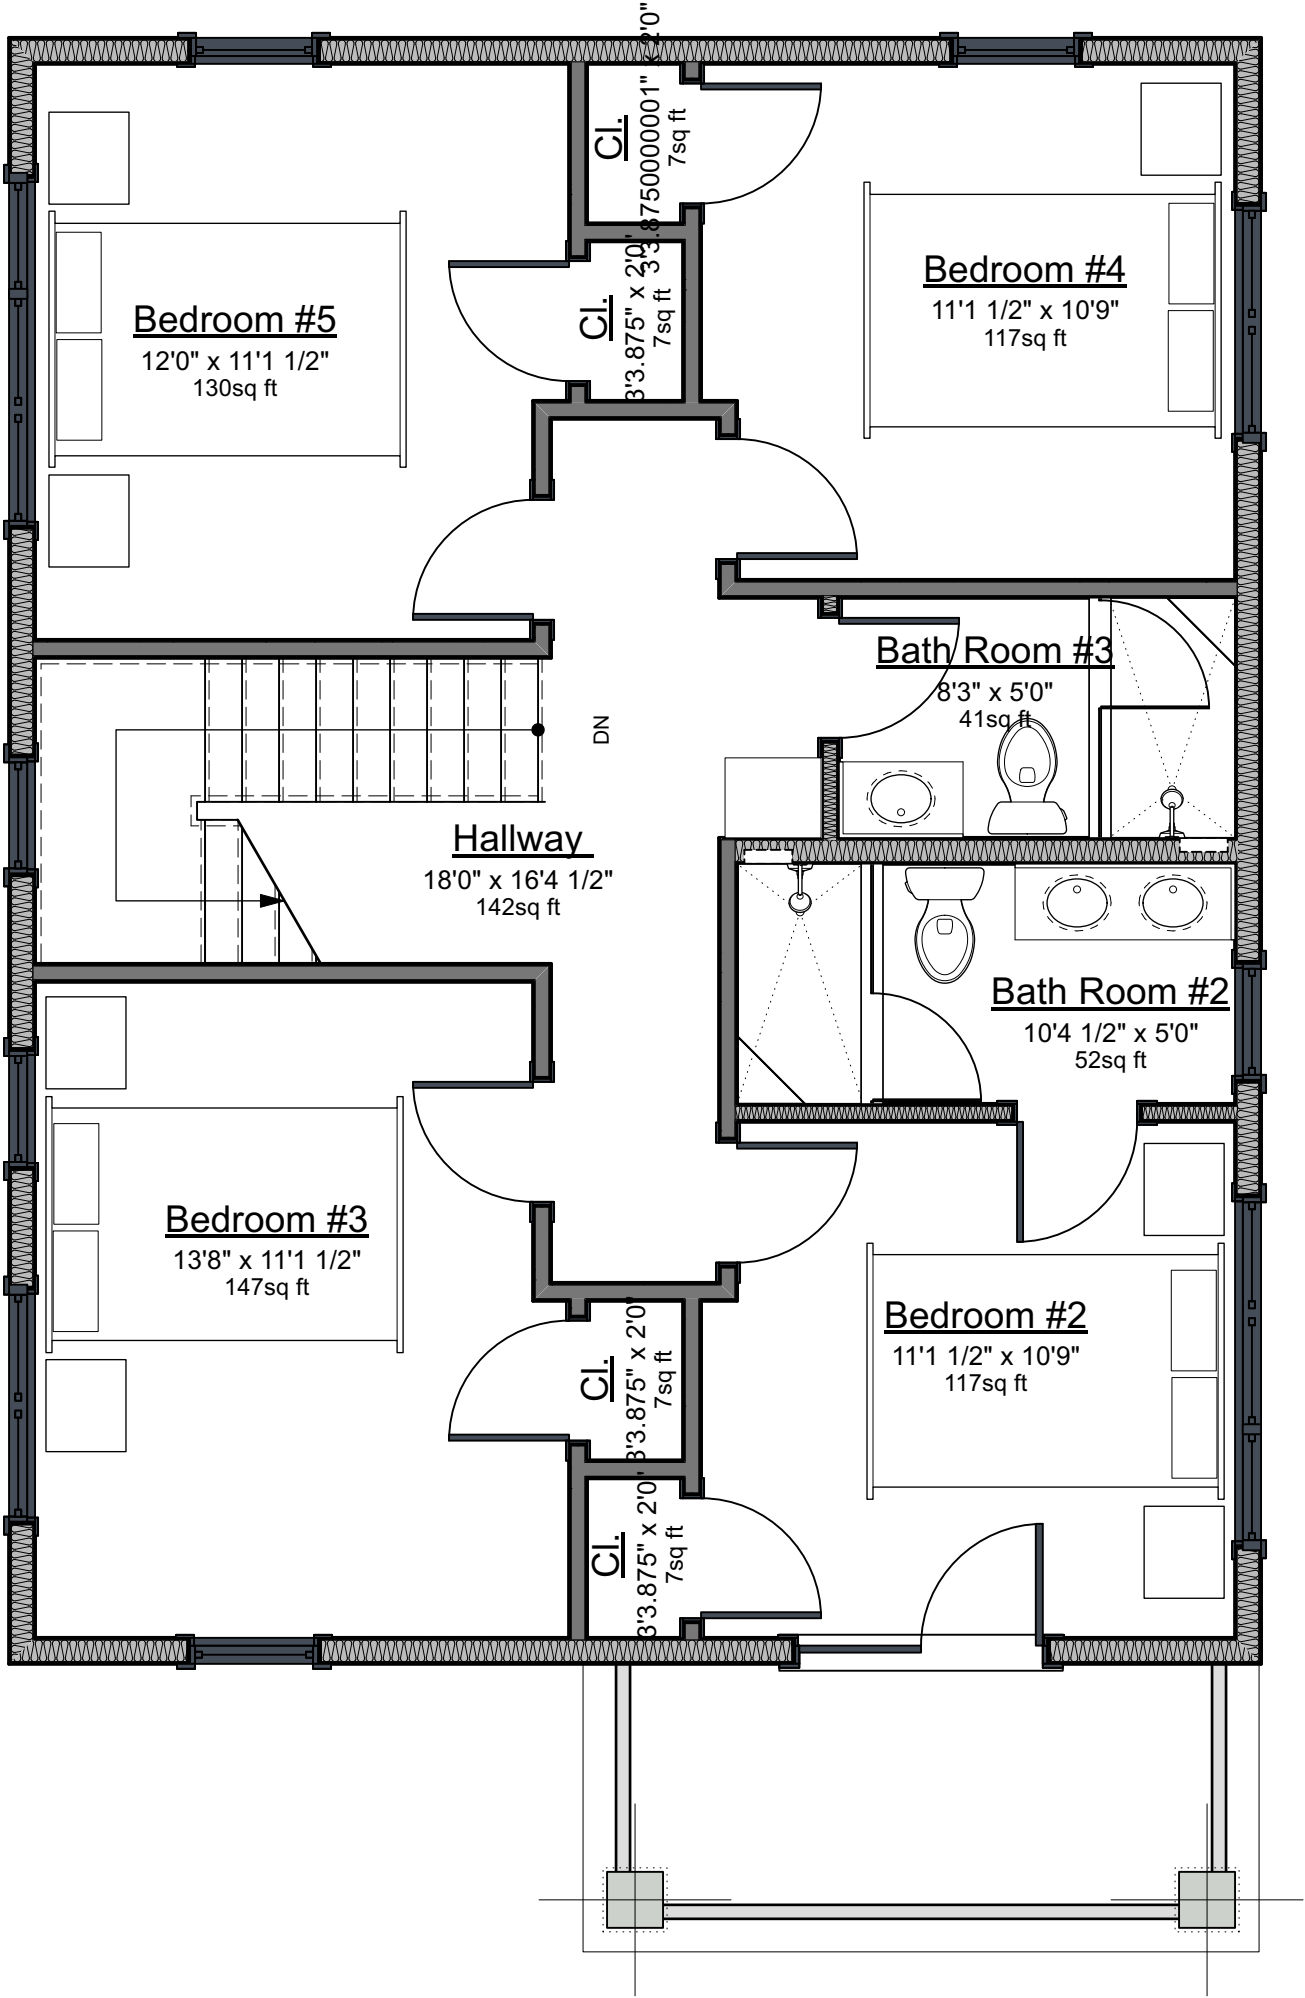 Cl.
3'3.8750000001" x 2'0"
7sq ft
Bedroom #4
11'1 1/2" x 10'9"
117sq ft
Cl.
3'3.875" x 2'0"
7sq ft
Bedroom #5
12'0" x 11'1 1/2"
130sq ft
Bath Room #3
8'3" x 5'0"
41sq ft
DN
Hallway
18'0" x 16'4 1/2"
142sq ft
Bath Room #2
10'4 1/2" x 5'0"
52sq ft
Bedroom #3
13'8" x 11'1 1/2"
147sq ft
Bedroom #2
11'1 1/2" x 10'9"
117sq ft
Cl.
3'3.875" x 2'0"
7sq ft
Cl.
3'3.875" x 2'0"
7sq ft